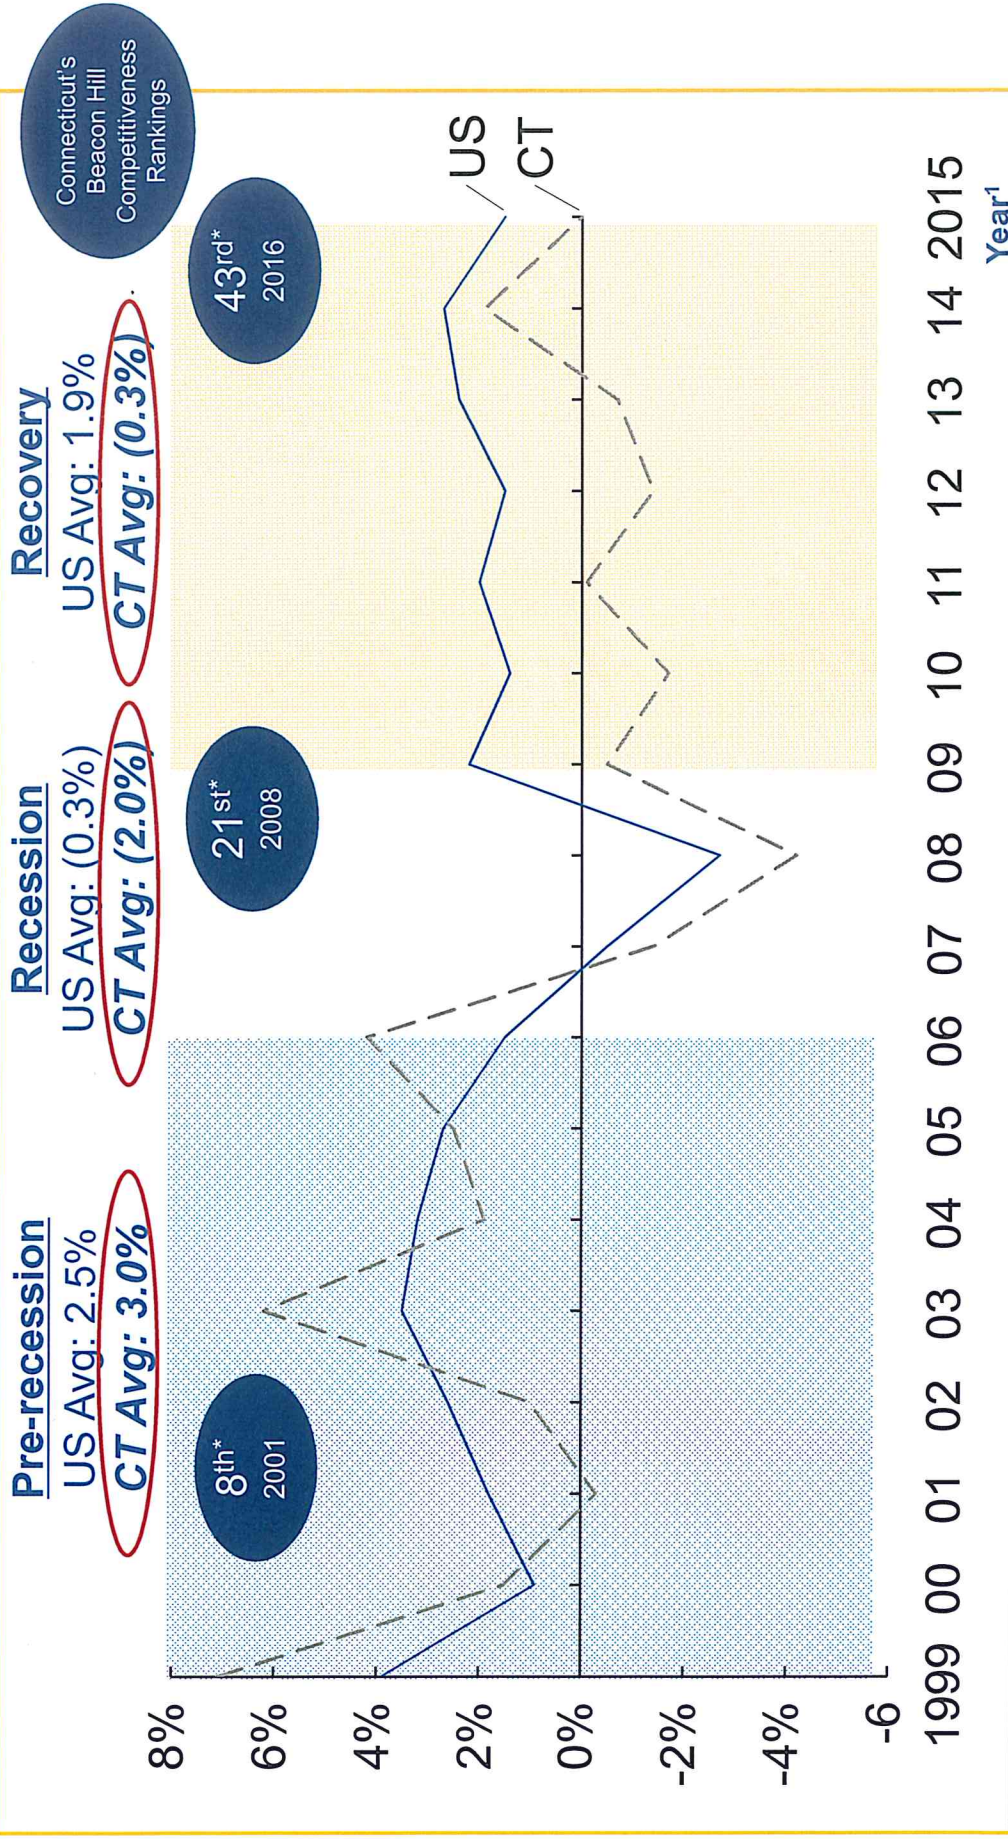 Connecticut's
Beacon Hill
Competitiveness
Rankings
Pre-recession
US Avg: 2.5%
CT Avg: 3.0%
Recession
US Avg: (0.3%)
CT Avg: (2.0%)
Recovery
US Avg: 1.9%
CT Avg: (0.3%)
8th*
2001
21st*
2008
43rd*
2016
8%
6%
4%
2%
0%
-2%
-4%
-6
US
CT
1999 00 01 02 03 04 05 06 07 08 09 10 11 12 13 14 2015
Year¹